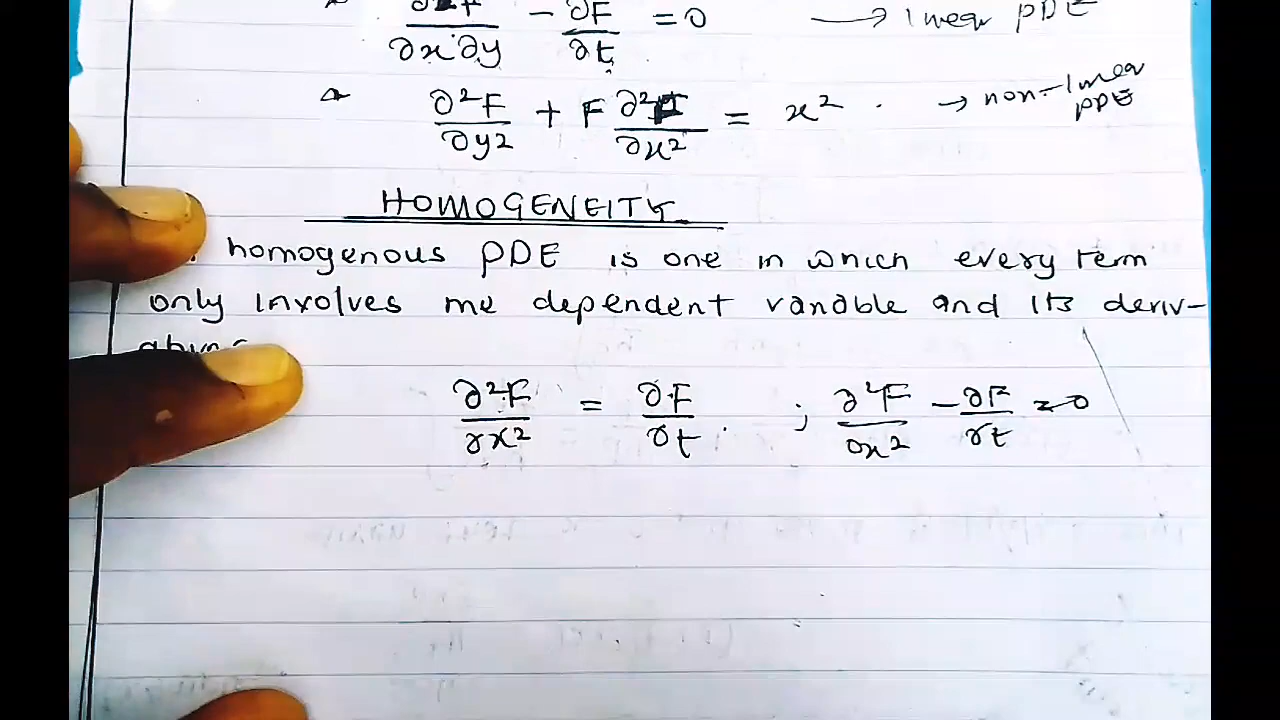 ∂²F/∂x∂y − ∂F/∂t = 0 → linear PDE
∂²F/∂y2 + F ∂²F/∂x² = x² . → non-linear PDE
HOMOGENEITY
homogenous PDE is one in which every term
only involves the dependent variable and its deriv-
∂²F/∂x² = ∂F/∂t . ; ∂²F/∂x² − ∂F/∂t = 0